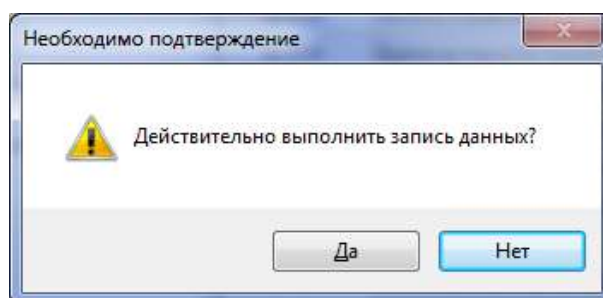 Необходимо подтверждение
Действительно выполнить запись данных?
Да
Нет